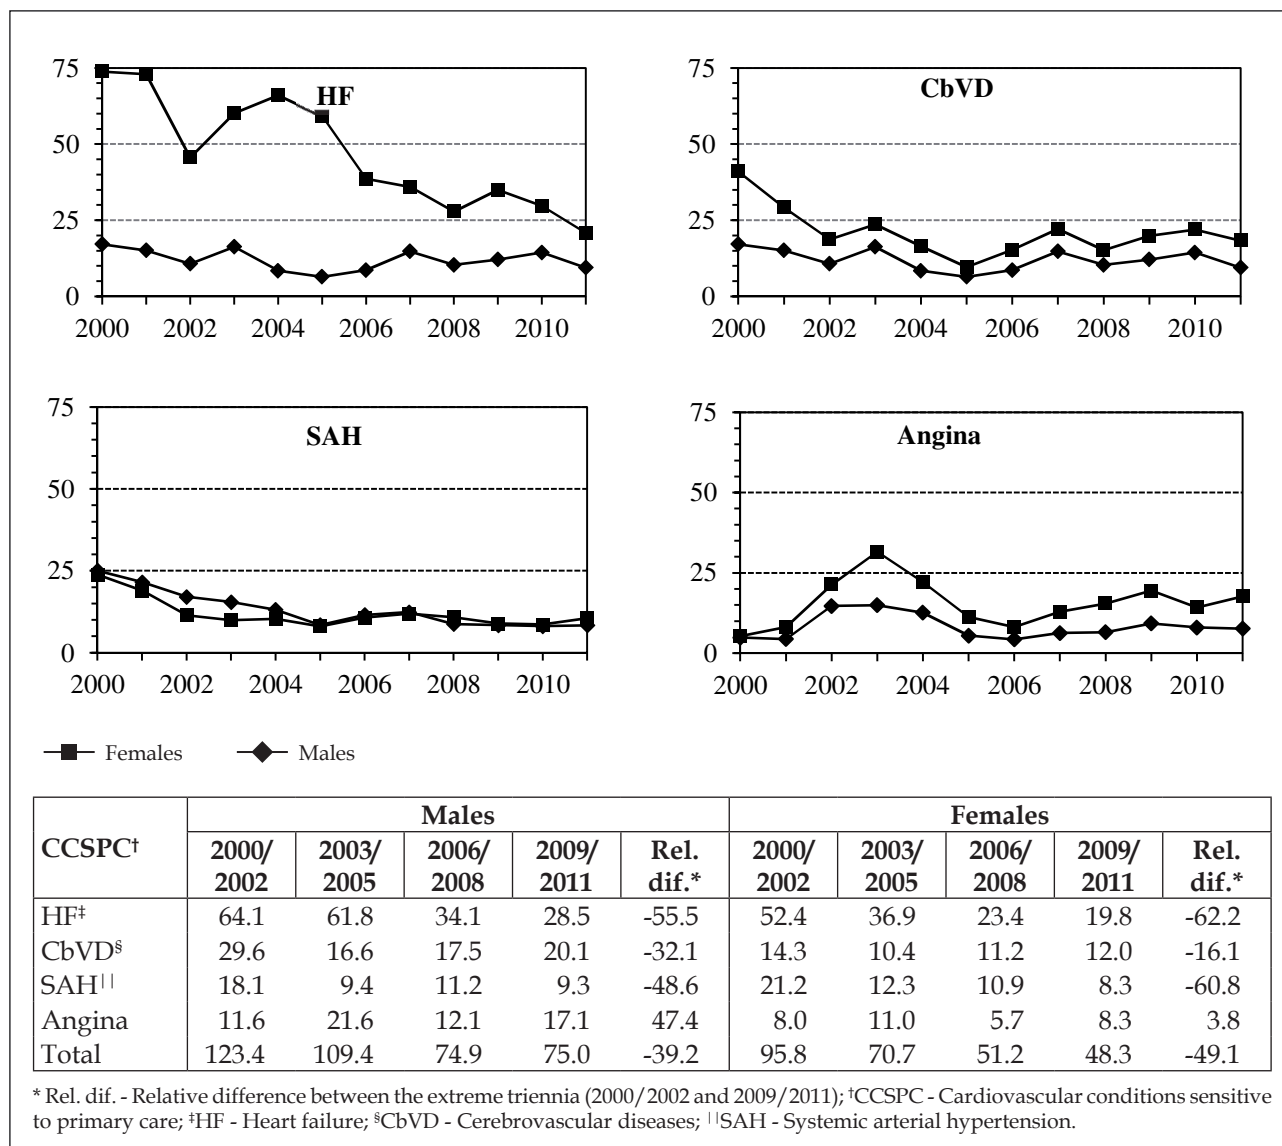 75
50
25
0
HF
2000 2002 2004 2006 2008 2010
75
50
25
0
CbVD
2000 2002 2004 2006 2008 2010
75
50
25
0
SAH
2000 2002 2004 2006 2008 2010
75
50
25
0
Angina
2000 2002 2004 2006 2008 2010
Females Males
CCSPC† Males Females
2000/2002 2003/2005 2006/2008 2009/2011 Rel. dif.* 2000/2002 2003/2005 2006/2008 2009/2011 Rel. dif.*
HF‡ 64.1 61.8 34.1 28.5 -55.5 52.4 36.9 23.4 19.8 -62.2
CbVD§ 29.6 16.6 17.5 20.1 -32.1 14.3 10.4 11.2 12.0 -16.1
SAH|| 18.1 9.4 11.2 9.3 -48.6 21.2 12.3 10.9 8.3 -60.8
Angina 11.6 21.6 12.1 17.1 47.4 8.0 11.0 5.7 8.3 3.8
Total 123.4 109.4 74.9 75.0 -39.2 95.8 70.7 51.2 48.3 -49.1
* Rel. dif. - Relative difference between the extreme triennia (2000/2002 and 2009/2011); †CCSPC - Cardiovascular conditions sensitive
to primary care; ‡HF - Heart failure; §CbVD - Cerebrovascular diseases; ||SAH - Systemic arterial hypertension.